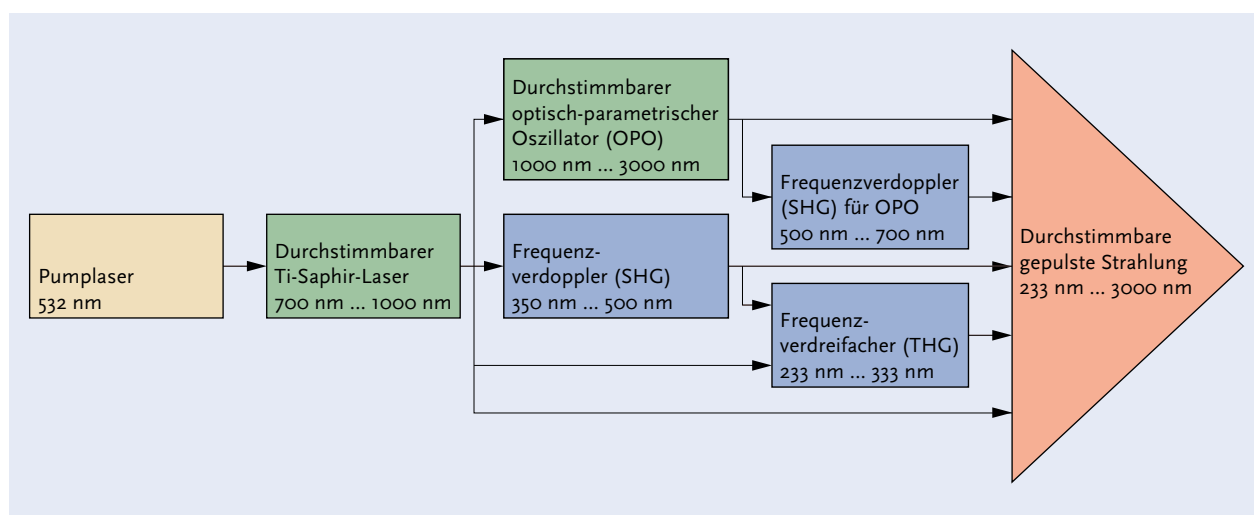 Pumplaser
532 nm
Durchstimmbarer
Ti-Saphir-Laser
700 nm ... 1000 nm
Durchstimmbarer
optisch-parametrischer
Oszillator (OPO)
1000 nm ... 3000 nm
Frequenz-
verdoppler (SHG)
350 nm ... 500 nm
Frequenzverdoppler
(SHG) für OPO
500 nm ... 700 nm
Frequenz-
verdreifacher (THG)
233 nm ... 333 nm
Durchstimmbare
gepulste Strahlung
233 nm ... 3000 nm